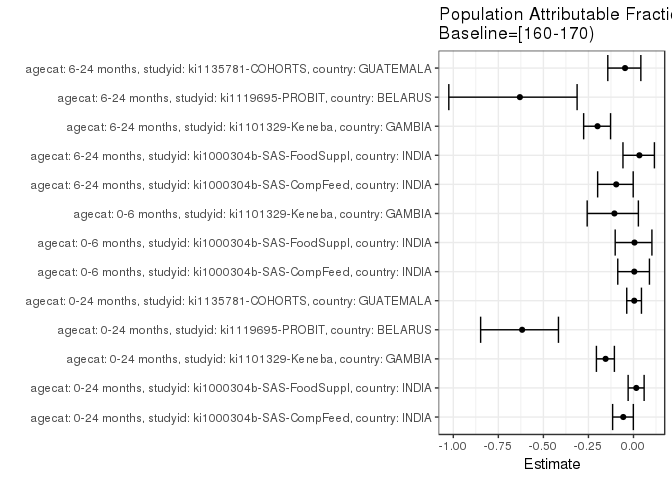 Population Attributable
Baseline=[160-170)
agecat: 6-24 months, studyid: ki1135781-COHORTS, country: GUATEMALA
agecat: 6-24 months, studyid: ki1119695-PROBIT, country: BELARUS
agecat: 6-24 months, studyid: ki1101329-Keneba, country: GAMBIA
agecat: 6-24 months, studyid: ki1000304b-SAS-FoodSuppl, country: INDIA
agecat: 6-24 months, studyid: ki1000304b-SAS-CompFeed, country: INDIA
agecat: 0-6 months, studyid: ki1101329-Keneba, country: GAMBIA
agecat: 0-6 months, studyid: ki1000304b-SAS-FoodSuppl, country: INDIA
agecat: 0-6 months, studyid: ki1000304b-SAS-CompFeed, country: INDIA
agecat: 0-24 months, studyid: ki1135781-COHORTS, country: GUATEMALA
agecat: 0-24 months, studyid: ki1119695-PROBIT, country: BELARUS
agecat: 0-24 months, studyid: ki1101329-Keneba, country: GAMBIA
agecat: 0-24 months, studyid: ki1000304b-SAS-FoodSuppl, country: INDIA
agecat: 0-24 months, studyid: ki1000304b-SAS-CompFeed, country: INDIA
-1.00 -0.75 -0.50 -0.25 0.00
Estimate